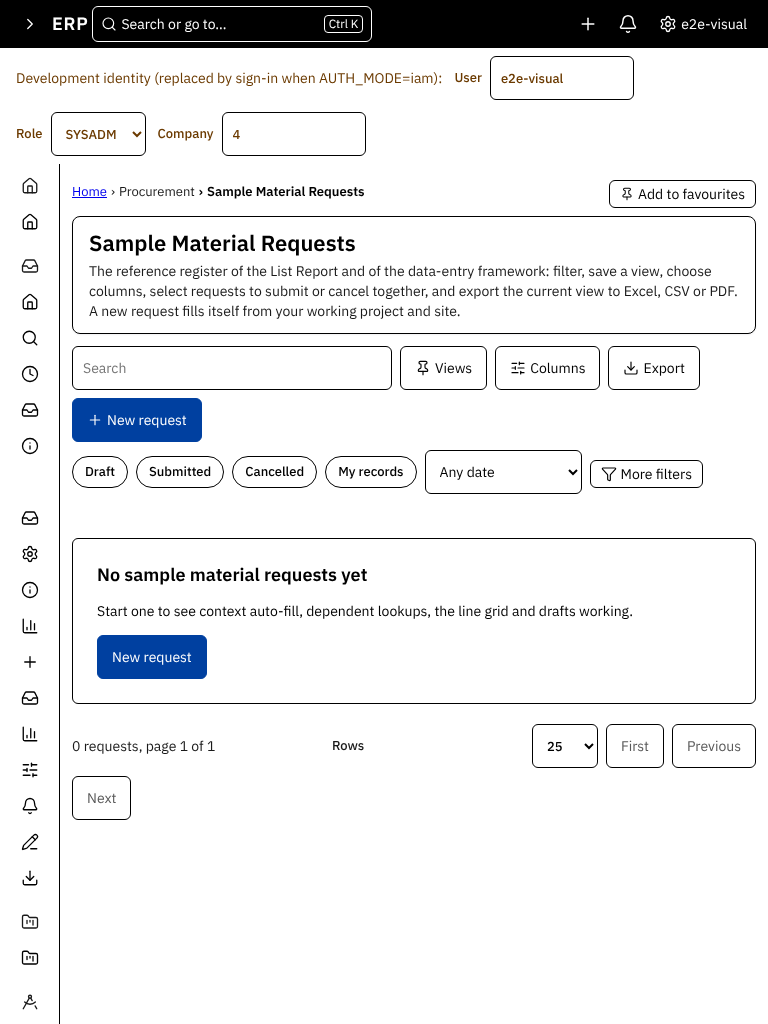 ERP
Search or go to...
Ctrl K
e2e-visual
Development identity (replaced by sign-in when AUTH_MODE=iam):
User
e2e-visual
Role
SYSADM
Company
4
Home › Procurement › Sample Material Requests
Add to favourites
Sample Material Requests
The reference register of the List Report and of the data-entry framework: filter, save a view, choose
columns, select requests to submit or cancel together, and export the current view to Excel, CSV or PDF.
A new request fills itself from your working project and site.
Search
Views
Columns
Export
New request
Draft
Submitted
Cancelled
My records
Any date
More filters
No sample material requests yet
Start one to see context auto-fill, dependent lookups, the line grid and drafts working.
New request
0 requests, page 1 of 1
Rows
25
First
Previous
Next